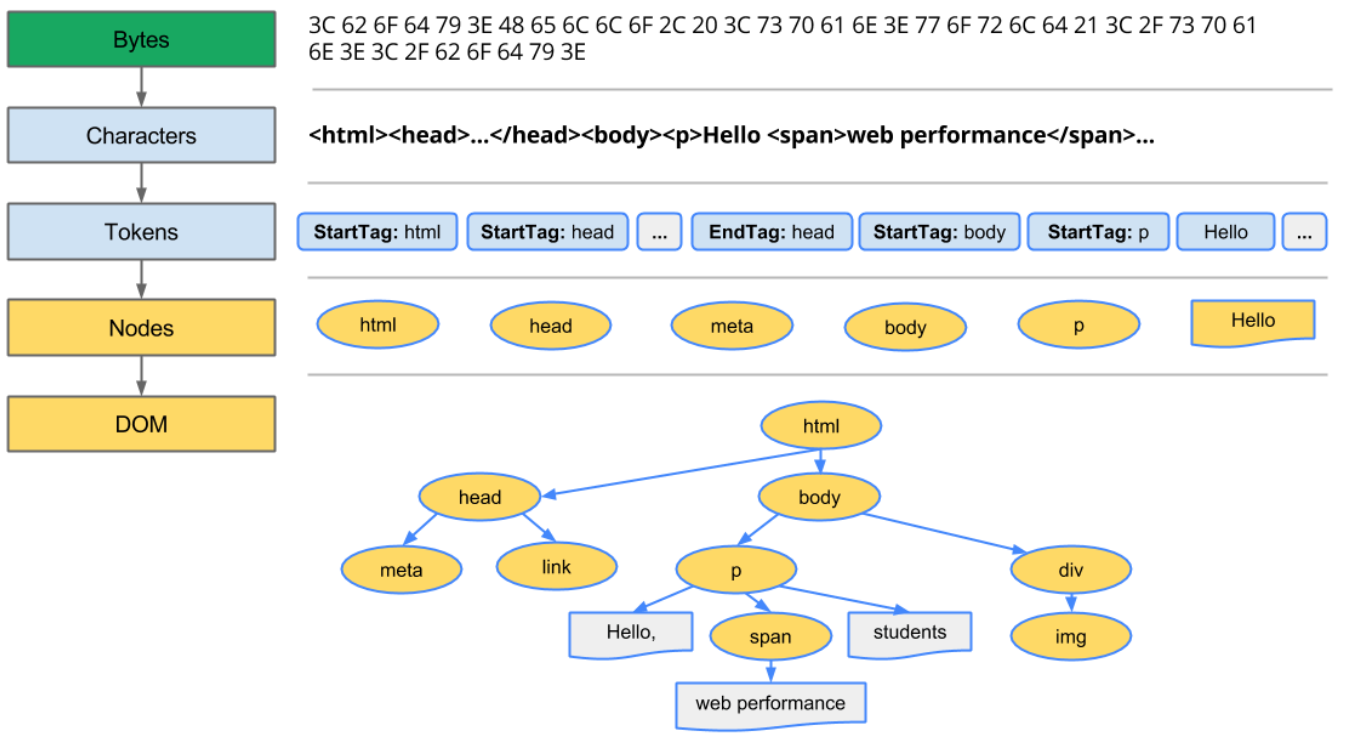 Bytes
3C 62 6F 64 79 3E 48 65 6C 6C 6F 2C 20 3C 73 70 61 6E 3E 77 6F 72 6C 64 21 3C 2F 73 70 61
6E 3E 3C 2F 62 6F 64 79 3E
Characters
<html><head>...</head><body><p>Hello <span>web performance</span>...
Tokens
StartTag: html StartTag: head ... EndTag: head StartTag: body StartTag: p Hello ...
Nodes
html head meta body p Hello
DOM
html
head body
meta link p div
Hello, span students img
web performance